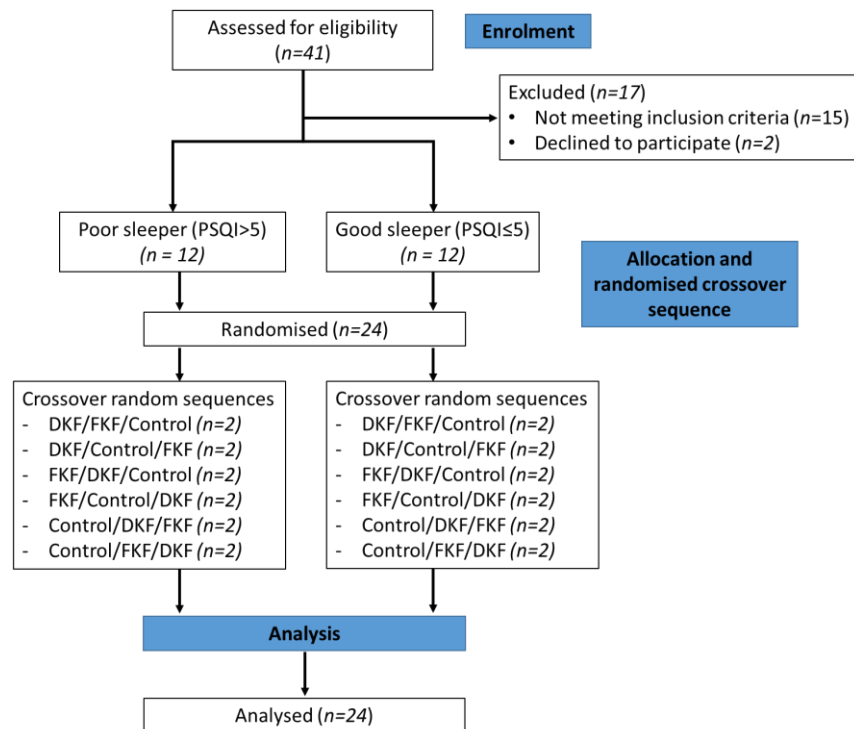 Assessed for eligibility
(n=41)
Enrolment
Excluded (n=17)
• Not meeting inclusion criteria (n=15)
• Declined to participate (n=2)
Poor sleeper (PSQI>5)
(n = 12)
Good sleeper (PSQI≤5)
(n = 12)
Allocation and
randomised crossover
sequence
Randomised (n=24)
Crossover random sequences
- DKF/FKF/Control (n=2)
- DKF/Control/FKF (n=2)
- FKF/DKF/Control (n=2)
- FKF/Control/DKF (n=2)
- Control/DKF/FKF (n=2)
- Control/FKF/DKF (n=2)
Crossover random sequences
- DKF/FKF/Control (n=2)
- DKF/Control/FKF (n=2)
- FKF/DKF/Control (n=2)
- FKF/Control/DKF (n=2)
- Control/DKF/FKF (n=2)
- Control/FKF/DKF (n=2)
Analysis
Analysed (n=24)